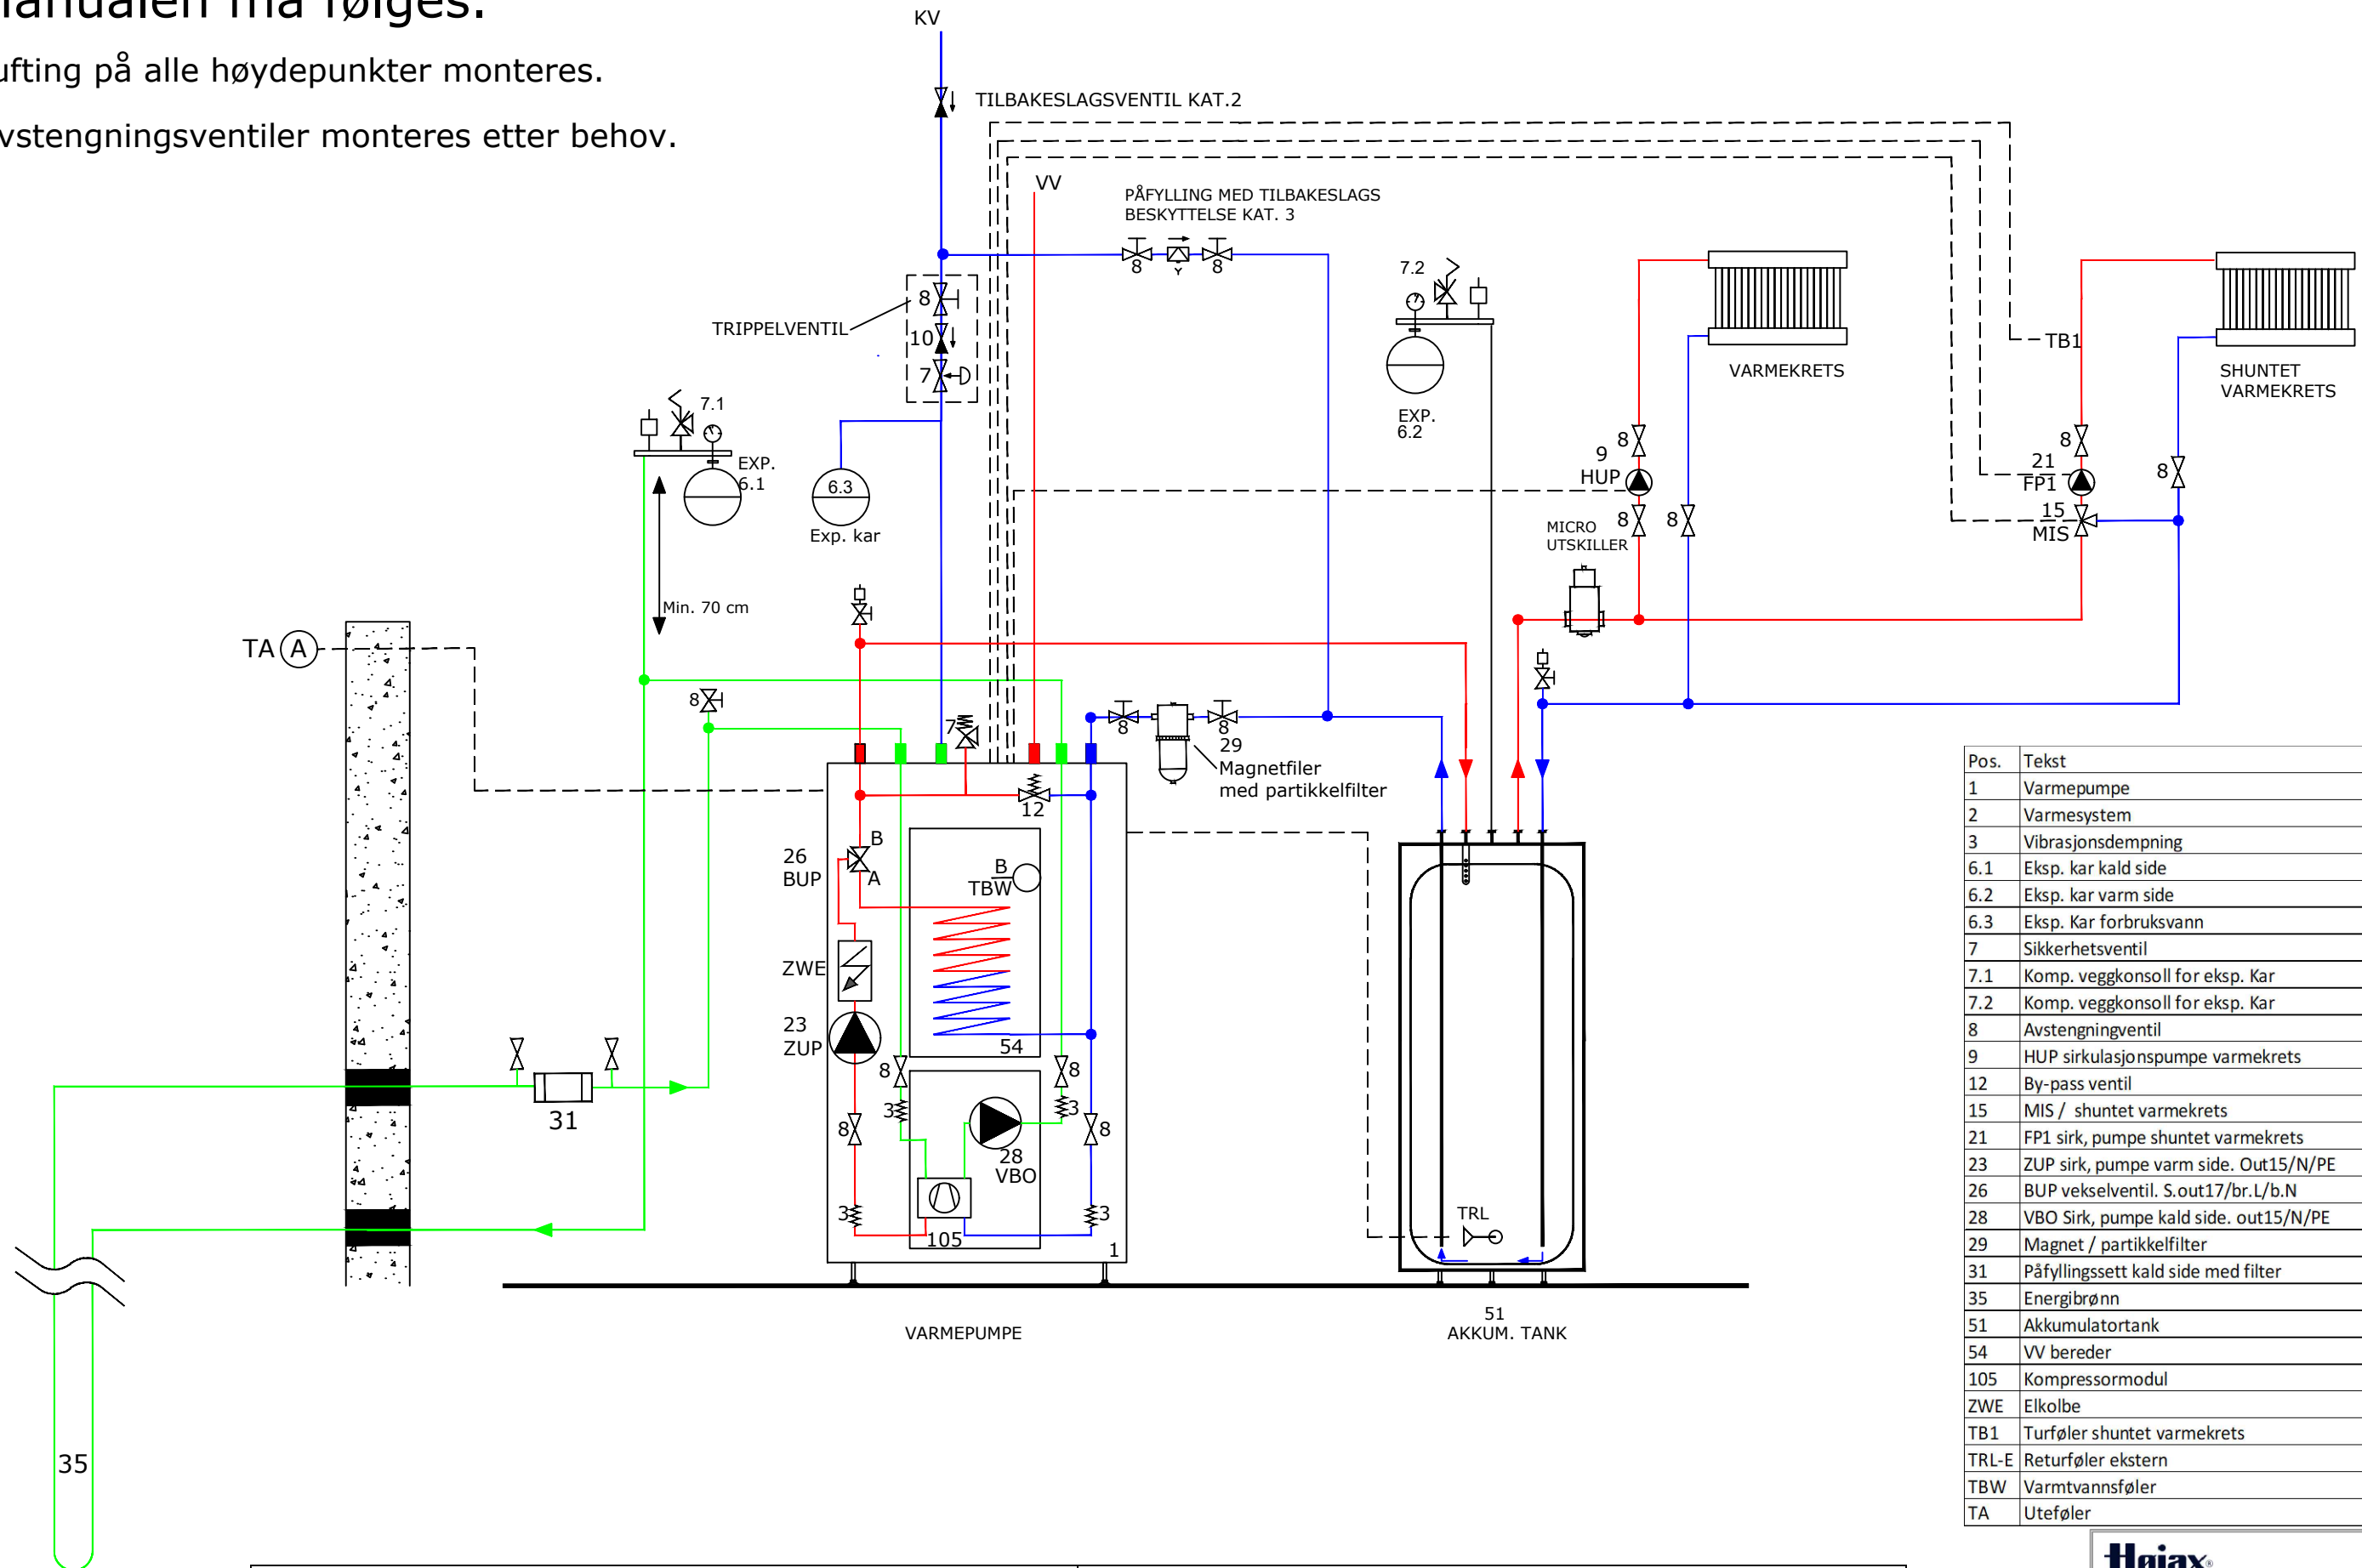 anualen må følges.
ufting på alle høydepunkter monteres.
vstengningsventiler monteres etter behov.
KV
TILBAKESLAGSVENTIL KAT.2
VV
PÅFYLLING MED TILBAKESLAGS
BESKYTTELSE KAT. 3
8
8
Y
TRIPPELVENTIL
8
10
7
7.1
EXP.
6.1
6.3
Exp. kar
Min. 70 cm
7.2
EXP.
6.2
VARMEKRETS
TB1
SHUNTET
VARMEKRETS
9
HUP
8
8
8
MICRO
UTSKILLER
21
FP1
8
8
15
MIS
TA
A
8
7
8
8
29
Magnetfiler
med partikkelfilter
12
26
BUP
B
A
B
TBW
ZWE
23
ZUP
54
8
8
3
3
8
8
28
VBO
3
3
105
1
31
TRL
35
VARMEPUMPE
51
AKKUM. TANK
Pos. Tekst
1 Varmepumpe
2 Varmesystem
3 Vibrasjonsdempning
6.1 Eksp. kar kald side
6.2 Eksp. kar varm side
6.3 Eksp. Kar forbruksvann
7 Sikkerhetsventil
7.1 Komp. veggkonsoll for eksp. Kar
7.2 Komp. veggkonsoll for eksp. Kar
8 Avstengningventil
9 HUP sirkulasjonspumpe varmekrets
12 By-pass ventil
15 MIS / shuntet varmekrets
21 FP1 sirk, pumpe shuntet varmekrets
23 ZUP sirk, pumpe varm side. Out15/N/PE
26 BUP vekselventil. S.out17/br.L/b.N
28 VBO Sirk, pumpe kald side. out15/N/PE
29 Magnet / partikkelfilter
31 Påfyllingssett kald side med filter
35 Energibrønn
51 Akkumulatortank
54 VV bereder
105 Kompressormodul
ZWE Elkolbe
TB1 Turføler shuntet varmekrets
TRL-E Returføler ekstern
TBW Varmtvannsføler
TA Uteføler
Høiax®